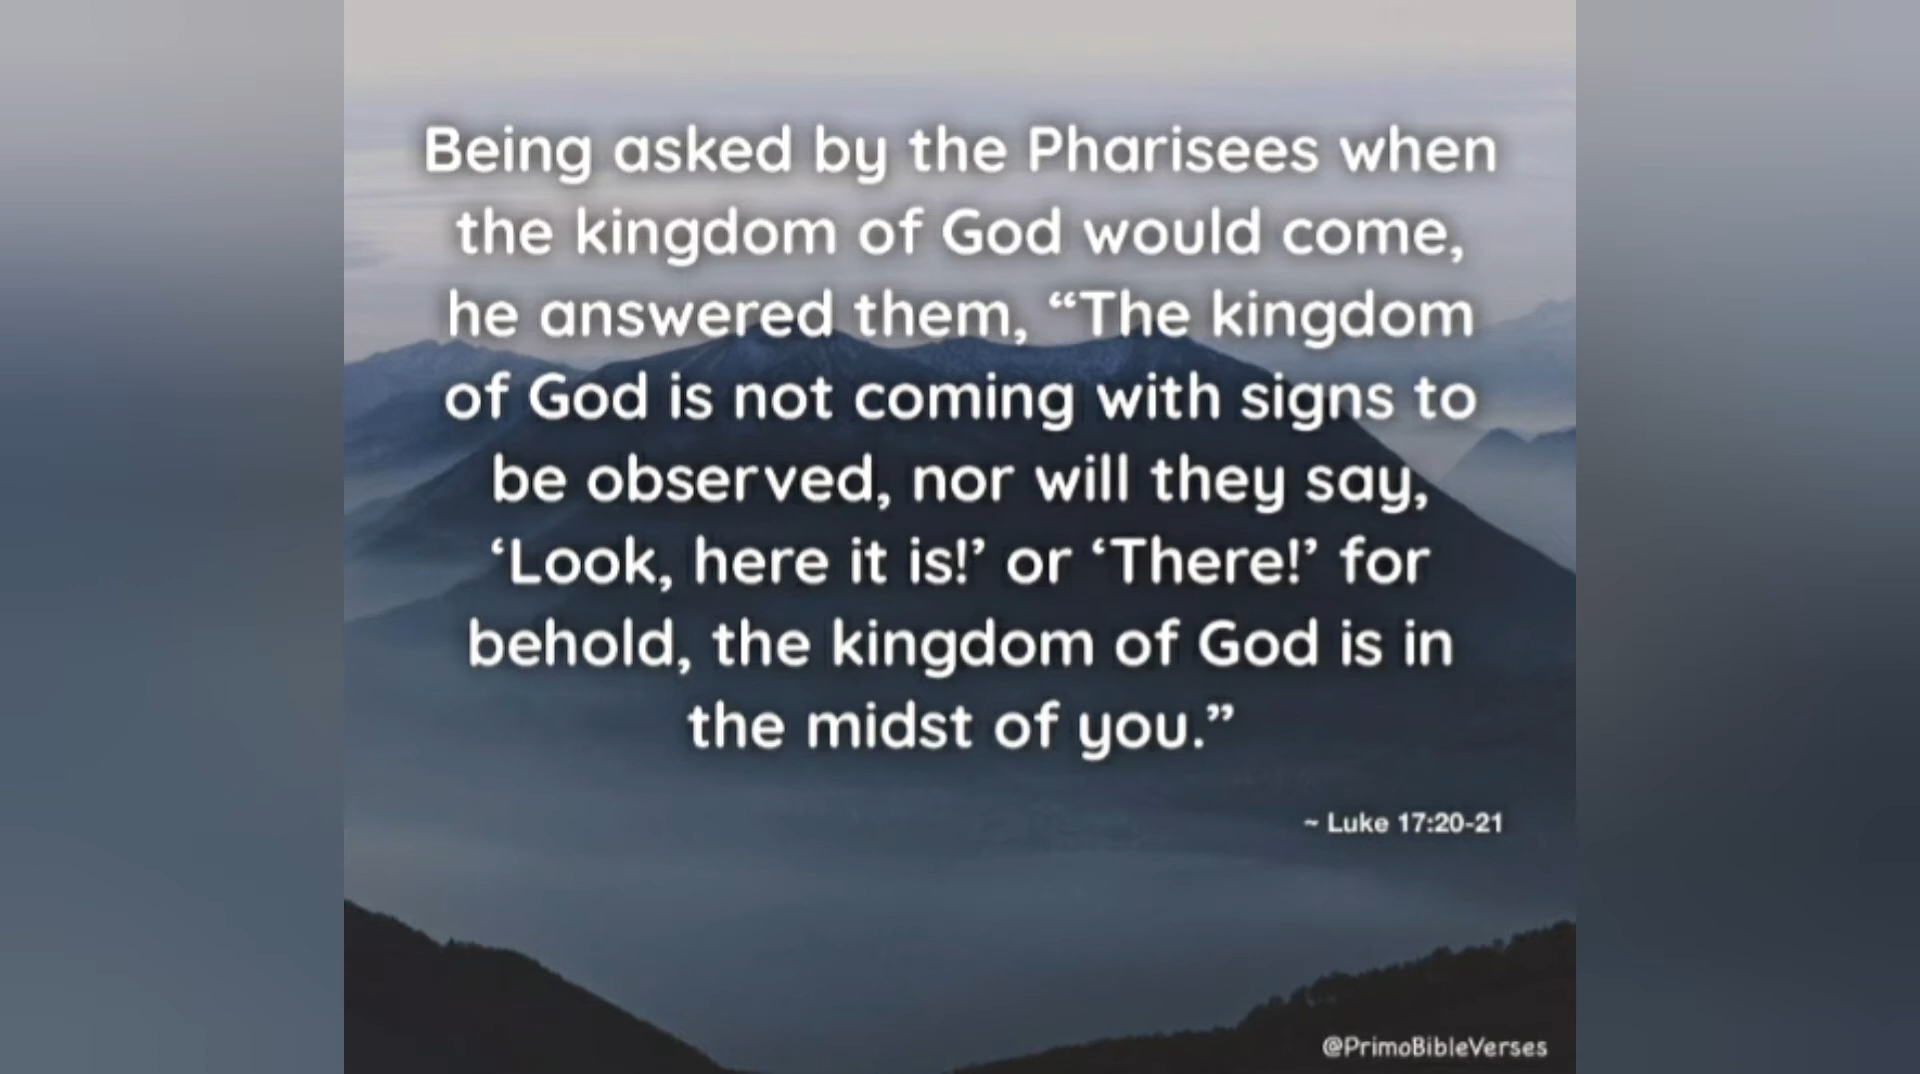 Being asked by the Pharisees when
the kingdom of God would come,
he answered them, “The kingdom
of God is not coming with signs to
be observed, nor will they say,
‘Look, here it is!’ or ‘There!’ for
behold, the kingdom of God is in
the midst of you.”
~ Luke 17:20-21
@PrimoBibleVerses